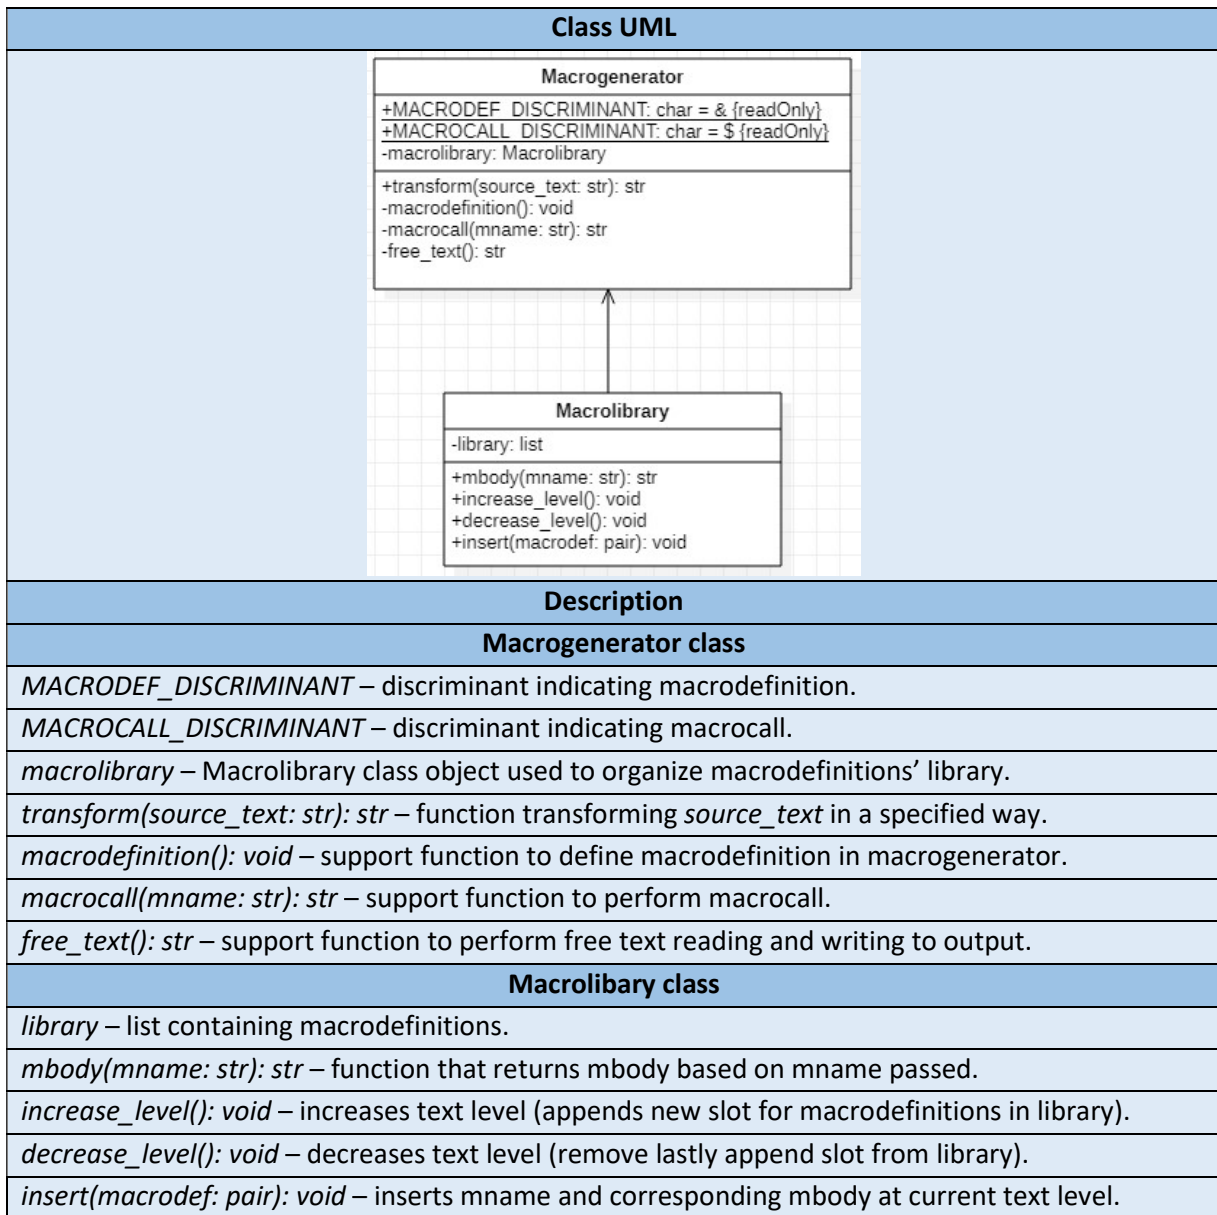 Class UML
Macrogenerator
+MACRODEF_DISCRIMINANT: char = & {readOnly}
+MACROCALL_DISCRIMINANT: char = $ {readOnly}
-macrolibrary: Macrolibrary
+transform(source_text: str): str
-macrodefinition(): void
-macrocall(mname: str): str
-free_text(): str
Macrolibrary
-library: list
+mbody(mname: str): str
+increase_level(): void
+decrease_level(): void
+insert(macrodef: pair): void
Description
Macrogenerator class
MACRODEF_DISCRIMINANT – discriminant indicating macrodefinition.
MACROCALL_DISCRIMINANT – discriminant indicating macrocall.
macrolibrary – Macrolibrary class object used to organize macrodefinitions’ library.
transform(source_text: str): str – function transforming source_text in a specified way.
macrodefinition(): void – support function to define macrodefinition in macrogenerator.
macrocall(mname: str): str – support function to perform macrocall.
free_text(): str – support function to perform free text reading and writing to output.
Macrolibary class
library – list containing macrodefinitions.
mbody(mname: str): str – function that returns mbody based on mname passed.
increase_level(): void – increases text level (appends new slot for macrodefinitions in library).
decrease_level(): void – decreases text level (remove lastly append slot from library).
insert(macrodef: pair): void – inserts mname and corresponding mbody at current text level.